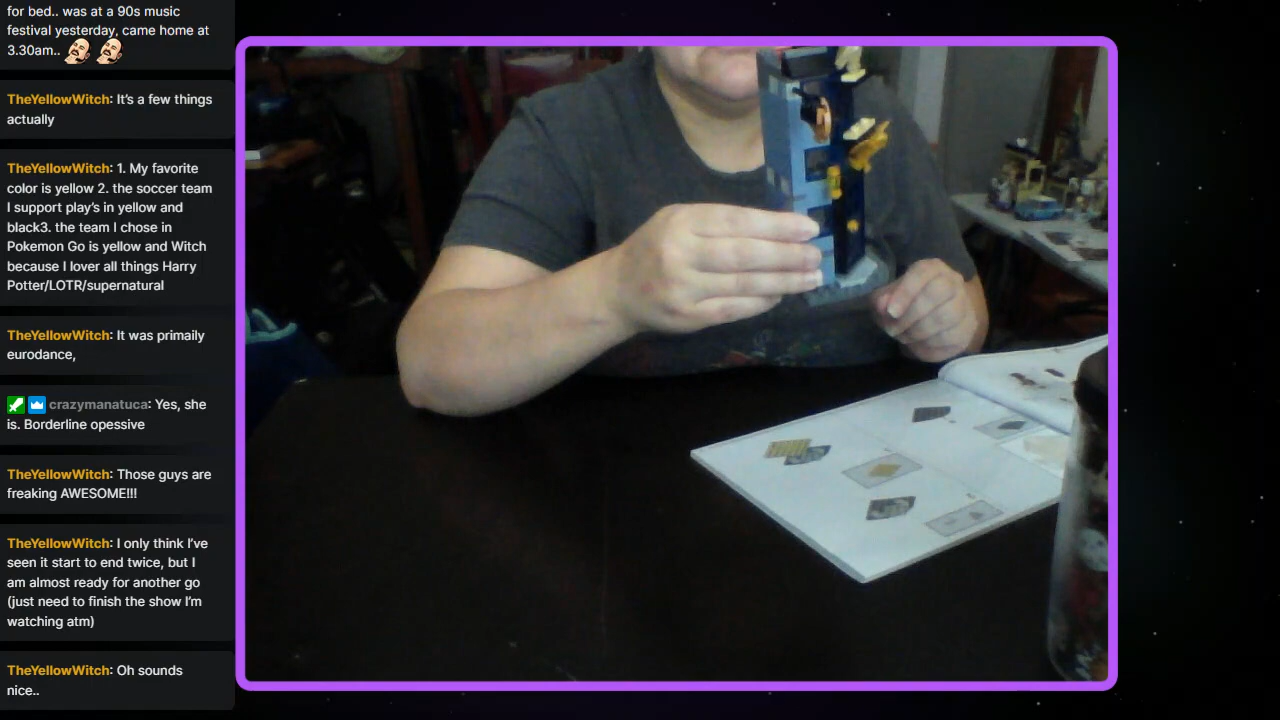 for bed.. was at a 90s music
festival yesterday, came home at
3.30am..
TheYellowWitch: It's a few things
actually
TheYellowWitch: 1. My favorite
color is yellow 2. the soccer team
I support play's in yellow and
black3. the team I chose in
Pokemon Go is yellow and Witch
because I lover all things Harry
Potter/LOTR/supernatural
TheYellowWitch: It was primaily
eurodance,
crazymanatuca: Yes, she
is. Borderline opessive
TheYellowWitch: Those guys are
freaking AWESOME!!!
TheYellowWitch: I only think I've
seen it start to end twice, but I
am almost ready for another go
(just need to finish the show I'm
watching atm)
TheYellowWitch: Oh sounds
nice..